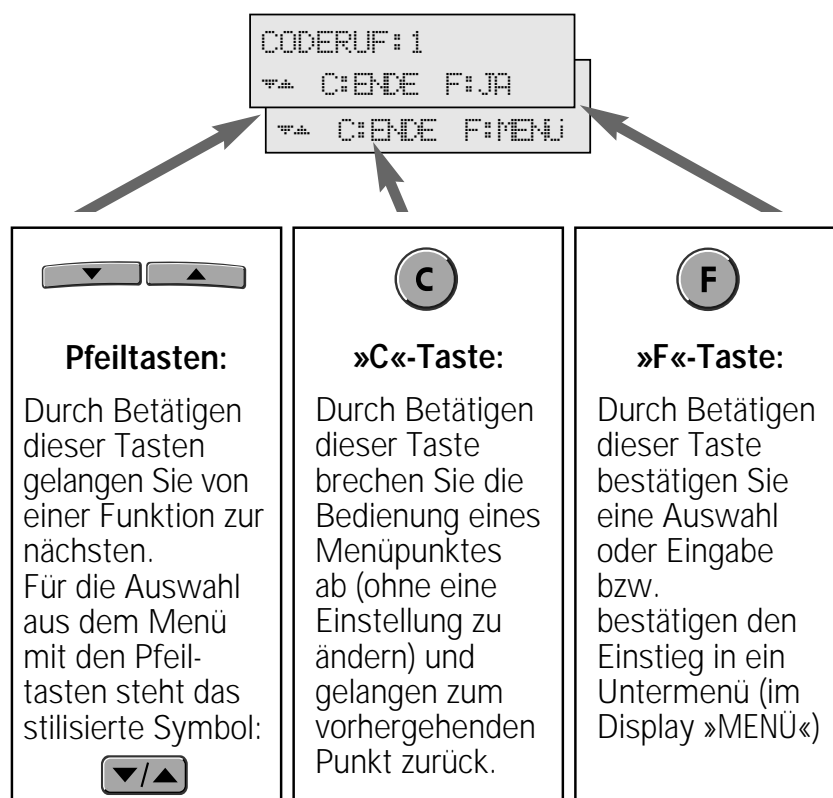 CODERUF:1
▼▲ C:ENDE F:JA
▼▲ C:ENDE F:MENÜ
▼ ▲
Pfeiltasten:
Durch Betätigen
dieser Tasten
gelangen Sie von
einer Funktion zur
nächsten.
Für die Auswahl
aus dem Menü
mit den Pfeil-
tasten steht das
stilisierte Symbol:
▼/▲
C
»C«-Taste:
Durch Betätigen
dieser Taste
brechen Sie die
Bedienung eines
Menüpunktes
ab (ohne eine
Einstellung zu
ändern) und
gelangen zum
vorhergehenden
Punkt zurück.
F
»F«-Taste:
Durch Betätigen
dieser Taste
bestätigen Sie
eine Auswahl
oder Eingabe
bzw.
bestätigen den
Einstieg in ein
Untermenü (im
Display »MENÜ«)